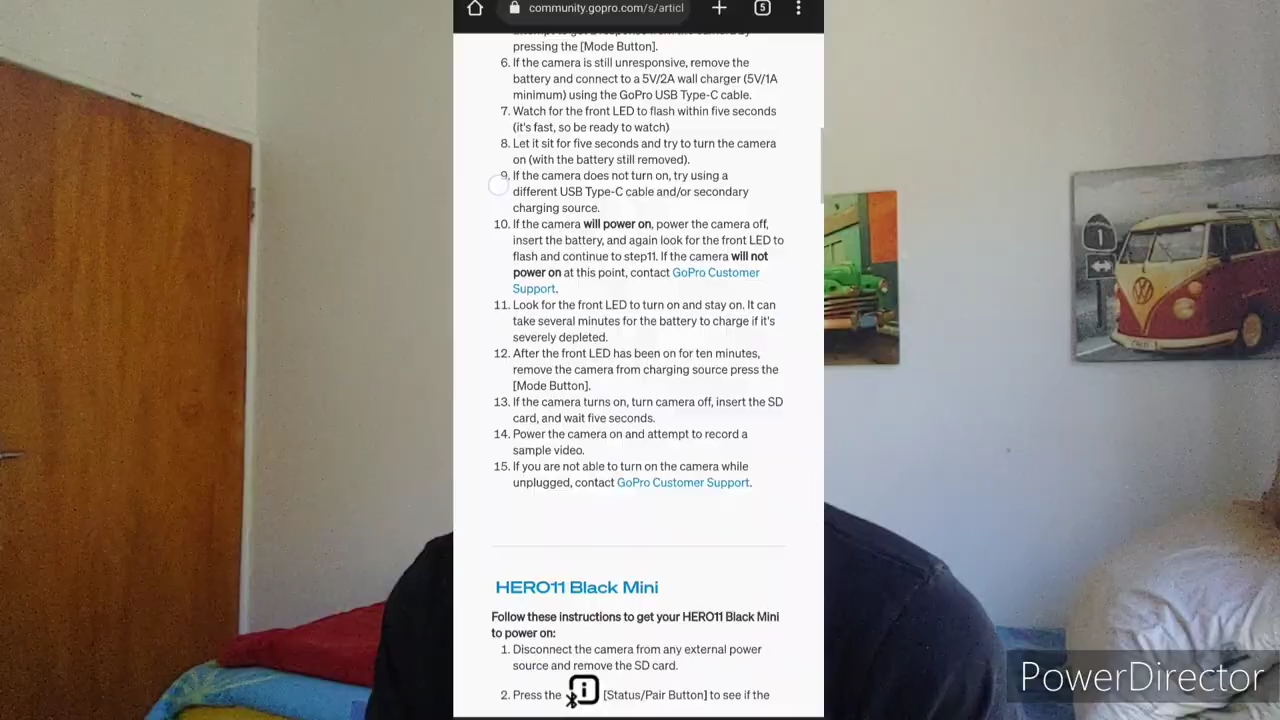 community.gopro.com/s/articl
5
pressing the [Mode Button].
6. If the camera is still unresponsive, remove the
battery and connect to a 5V/2A wall charger (5V/1A
minimum) using the GoPro USB Type-C cable.
7. Watch for the front LED to flash within five seconds
(it's fast, so be ready to watch)
8. Let it sit for five seconds and try to turn the camera
on (with the battery still removed).
9. If the camera does not turn on, try using a
different USB Type-C cable and/or secondary
charging source.
10. If the camera will power on, power the camera off,
insert the battery, and again look for the front LED to
flash and continue to step11. If the camera will not
power on at this point, contact GoPro Customer
Support.
11. Look for the front LED to turn on and stay on. It can
take several minutes for the battery to charge if it's
severely depleted.
12. After the front LED has been on for ten minutes,
remove the camera from charging source press the
[Mode Button].
13. If the camera turns on, turn camera off, insert the SD
card, and wait five seconds.
14. Power the camera on and attempt to record a
sample video.
15. If you are not able to turn on the camera while
unplugged, contact GoPro Customer Support.
HERO11 Black Mini
Follow these instructions to get your HERO11 Black Mini
to power on:
1. Disconnect the camera from any external power
source and remove the SD card.
2. Press the [Status/Pair Button] to see if the
1
PowerDirector